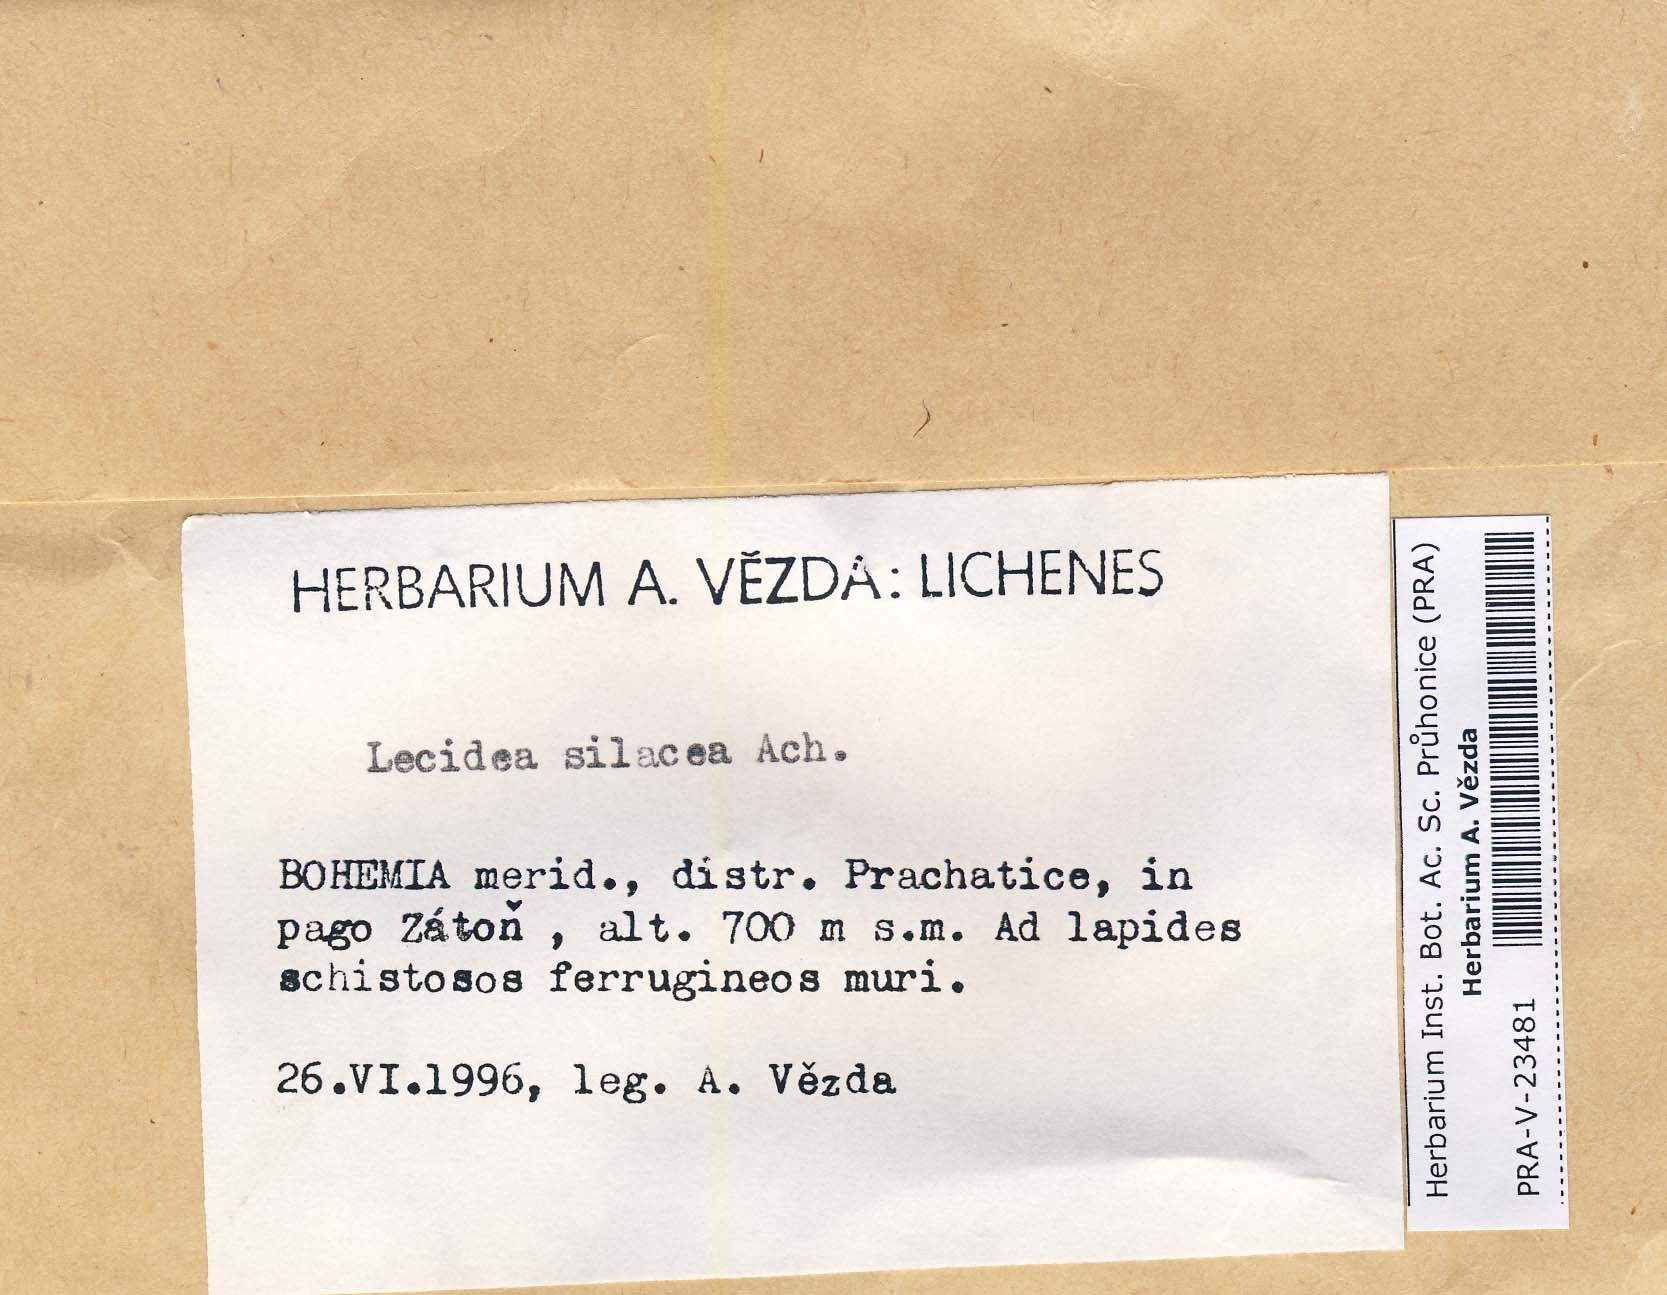 HERBARIUM A. VĚZDA: LICHENES
Lecidea silacea Ach.
BOHEMIA merid., distr. Prachatice, in
pago Zátoň , alt. 700 m s.m. Ad lapides
schistosos ferrugineos muri.
26.VI.1996, leg. A. Vězda
Herbarium Inst. Bot. Ac. Sc. Průhonice (PRA)
Herbarium A. Vězda
PRA-V-23481